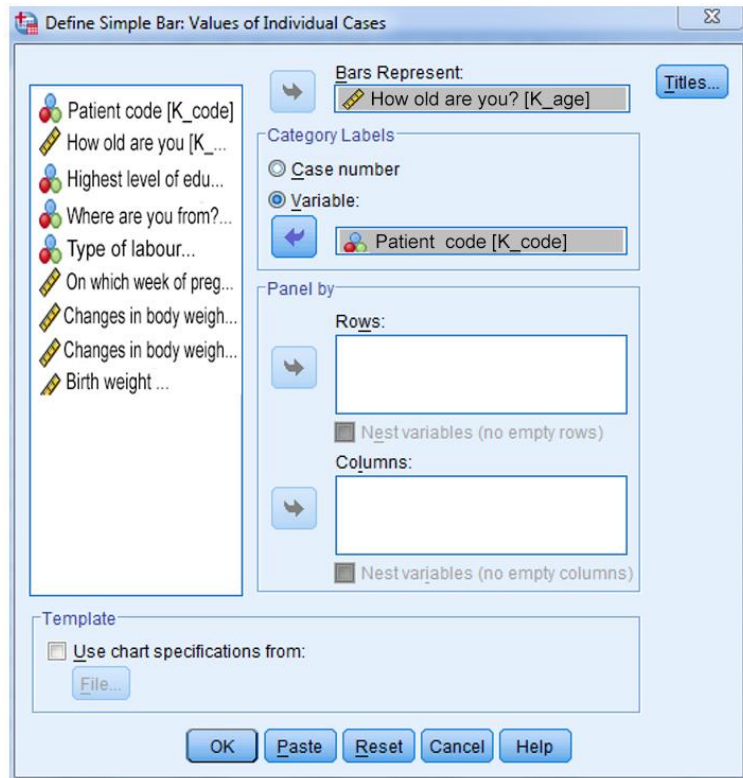 Define Simple Bar: Values of Individual Cases
Patient code [K_code]
How old are you [K_...
Highest level of edu...
Where are you from?...
Type of labour...
On which week of preg...
Changes in body weigh...
Changes in body weigh...
Birth weight ...
Bars Represent:
How old are you? [K_age]
Titles...
Category Labels
Case number
Variable:
Patient code [K_code]
Panel by
Rows:
Nest variables (no empty rows)
Columns:
Nest variables (no empty columns)
Template
Use chart specifications from:
File...
OK Paste Reset Cancel Help